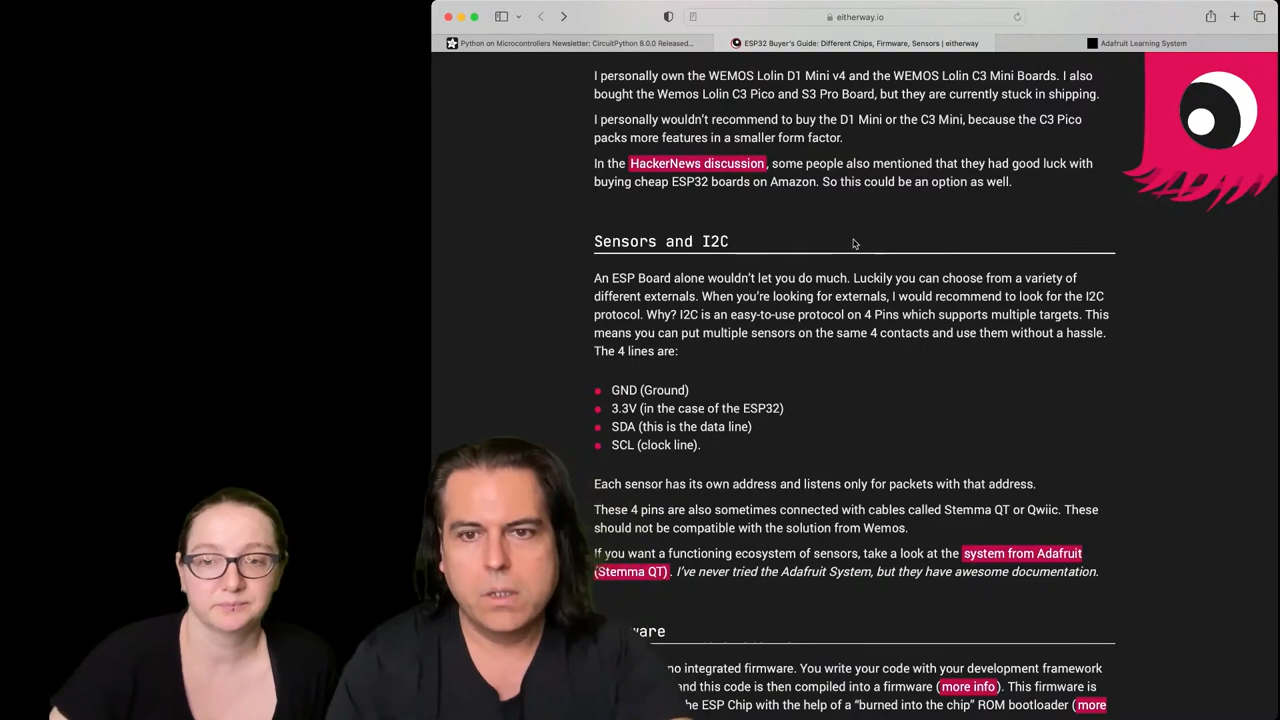 eitherway.io
Python on Microcontrollers Newsletter: CircuitPython 8.0.0 Released...
ESP32 Buyer's Guide: Different Chips, Firmware, Sensors | eitherway
Adafruit Learning System
I personally own the WEMOS Lolin D1 Mini v4 and the WEMOS Lolin C3 Mini Boards. I also
bought the Wemos Lolin C3 Pico and S3 Pro Board, but they are currently stuck in shipping.
I personally wouldn't recommend to buy the D1 Mini or the C3 Mini, because the C3 Pico
packs more features in a smaller form factor.
In the HackerNews discussion, some people also mentioned that they had good luck with
buying cheap ESP32 boards on Amazon. So this could be an option as well.
Sensors and I2C
An ESP Board alone wouldn't let you do much. Luckily you can choose from a variety of
different externals. When you're looking for externals, I would recommend to look for the I2C
protocol. Why? I2C is an easy-to-use protocol on 4 Pins which supports multiple targets. This
means you can put multiple sensors on the same 4 contacts and use them without a hassle.
The 4 lines are:
GND (Ground)
3.3V (in the case of the ESP32)
SDA (this is the data line)
SCL (clock line).
Each sensor has its own address and listens only for packets with that address.
These 4 pins are also sometimes connected with cables called Stemma QT or Qwiic. These
should not be compatible with the solution from Wemos.
If you want a functioning ecosystem of sensors, take a look at the system from Adafruit
(Stemma QT). I've never tried the Adafruit System, but they have awesome documentation.
ware
no integrated firmware. You write your code with your development framework
and this code is then compiled into a firmware (more info). This firmware is
the ESP Chip with the help of a "burned into the chip" ROM bootloader (more